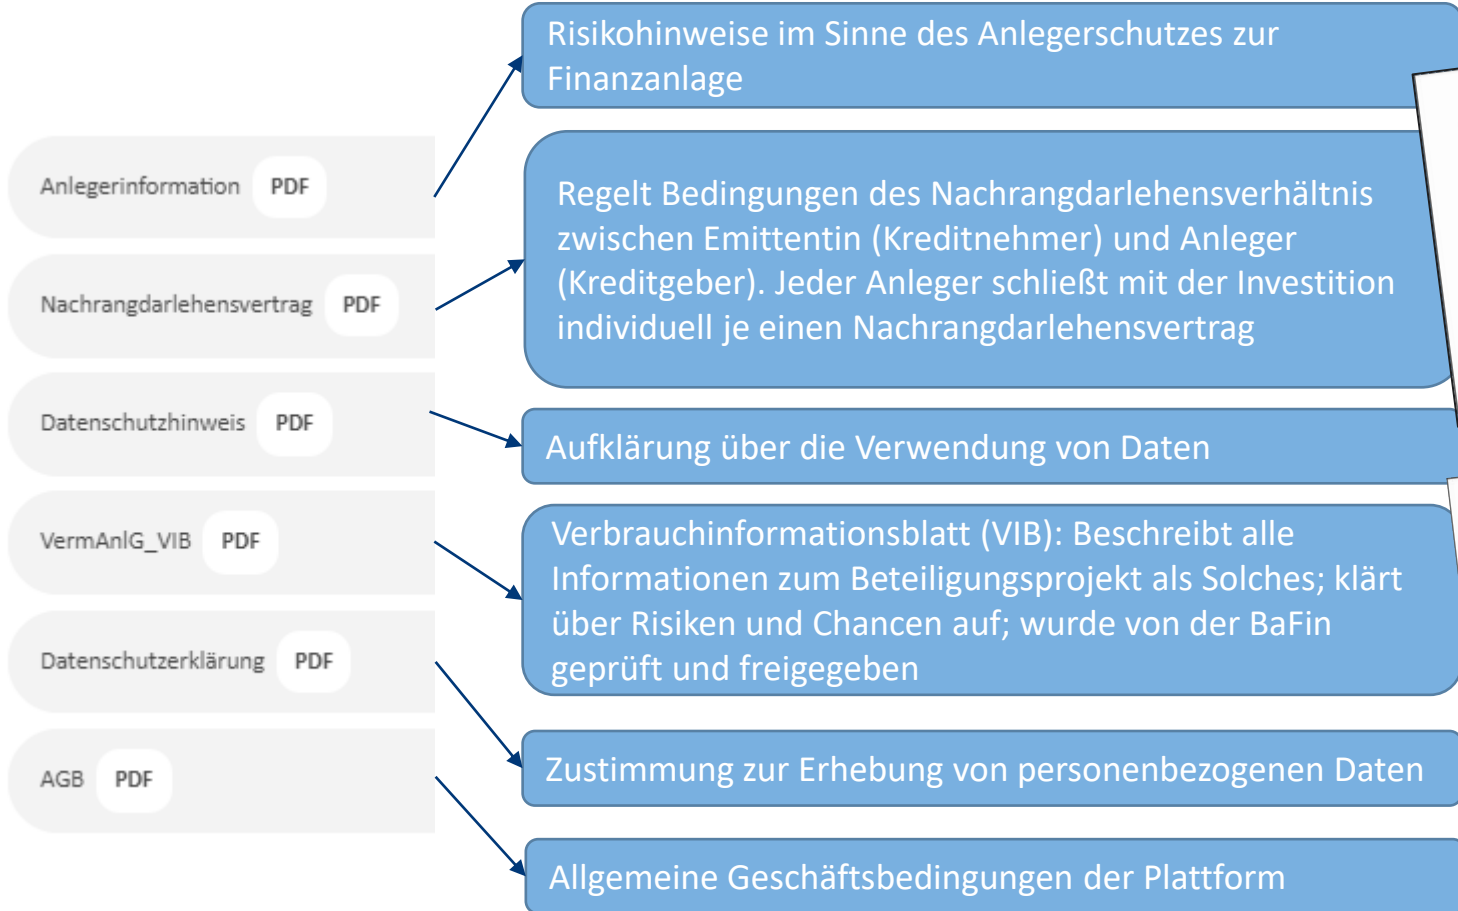 Anlegerinformation PDF
Risikohinweise im Sinne des Anlegerschutzes zur
Finanzanlage
Nachrangdarlehensvertrag PDF
Regelt Bedingungen des Nachrangdarlehensverhältnis
zwischen Emittentin (Kreditnehmer) und Anleger
(Kreditgeber). Jeder Anleger schließt mit der Investition
individuell je einen Nachrangdarlehensvertrag
Datenschutzhinweis PDF
Aufklärung über die Verwendung von Daten
VermAnlG_VIB PDF
Verbrauchinformationsblatt (VIB): Beschreibt alle
Informationen zum Beteiligungsprojekt als Solches; klärt
über Risiken und Chancen auf; wurde von der BaFin
geprüft und freigegeben
Datenschutzerklärung PDF
Zustimmung zur Erhebung von personenbezogenen Daten
AGB PDF
Allgemeine Geschäftsbedingungen der Plattform